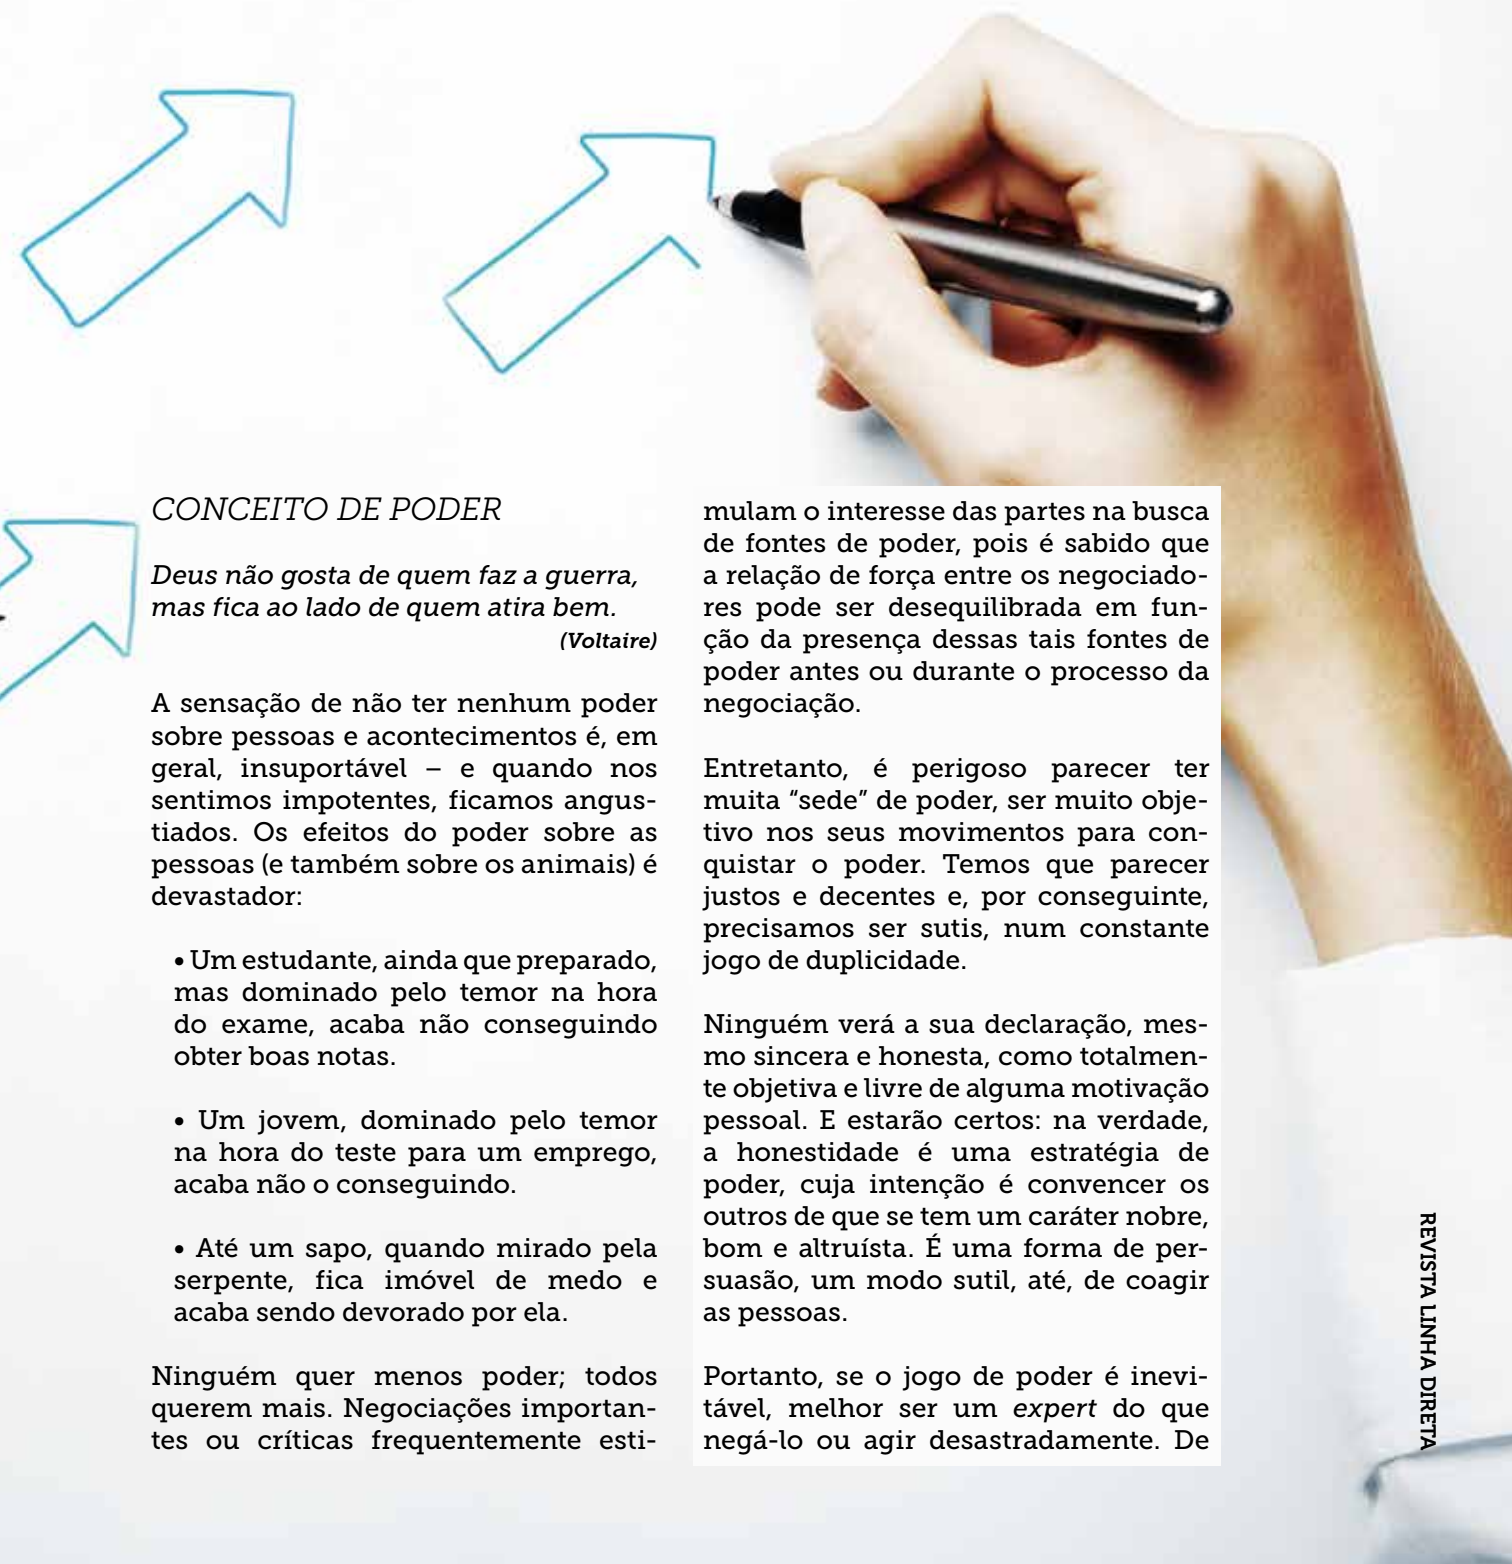 CONCEITO DE PODER
Deus não gosta de quem faz a guerra,
mas fica ao lado de quem atira bem.
(Voltaire)
A sensação de não ter nenhum poder
sobre pessoas e acontecimentos é, em
geral, insuportável – e quando nos
sentimos impotentes, ficamos angus-
tiados. Os efeitos do poder sobre as
pessoas (e também sobre os animais) é
devastador:
• Um estudante, ainda que preparado,
mas dominado pelo temor na hora
do exame, acaba não conseguindo
obter boas notas.
• Um jovem, dominado pelo temor
na hora do teste para um emprego,
acaba não o conseguindo.
• Até um sapo, quando mirado pela
serpente, fica imóvel de medo e
acaba sendo devorado por ela.
Ninguém quer menos poder; todos
querem mais. Negociações importan-
tes ou críticas frequentemente esti-
mulam o interesse das partes na busca
de fontes de poder, pois é sabido que
a relação de força entre os negociado-
res pode ser desequilibrada em fun-
ção da presença dessas tais fontes de
poder antes ou durante o processo da
negociação.
Entretanto, é perigoso parecer ter
muita “sede” de poder, ser muito obje-
tivo nos seus movimentos para con-
quistar o poder. Temos que parecer
justos e decentes e, por conseguinte,
precisamos ser sutis, num constante
jogo de duplicidade.
Ninguém verá a sua declaração, mes-
mo sincera e honesta, como totalmen-
te objetiva e livre de alguma motivação
pessoal. E estarão certos: na verdade,
a honestidade é uma estratégia de
poder, cuja intenção é convencer os
outros de que se tem um caráter nobre,
bom e altruísta. É uma forma de per-
suasão, um modo sutil, até, de coagir
as pessoas.
Portanto, se o jogo de poder é inevi-
tável, melhor ser um expert do que
negá-lo ou agir desastradamente. De
REVISTA LINHA DIRETA